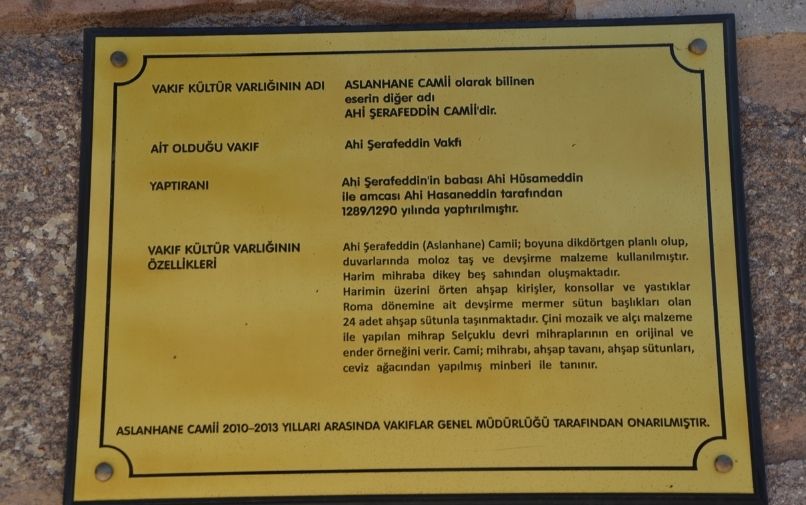 VAKIF KÜLTÜR VARLIĞININ ADI
ASLANHANE CAMİİ olarak bilinen
eserin diğer adı
AHİ ŞERAFEDDİN CAMİİ'dir.
AİT OLDUĞU VAKIF
Ahi Şerafeddin Vakfı
YAPTIRANI
Ahi Şerafeddin'in babası Ahi Hüsameddin
ile amcası Ahi Hasaneddin tarafından
1289/1290 yılında yaptırılmıştır.
VAKIF KÜLTÜR VARLIĞININ
ÖZELLİKLERİ
Ahi Şerafeddin (Aslanhane) Camii; boyuna dikdörtgen planlı olup,
duvarlarında moloz taş ve devşirme malzeme kullanılmıştır.
Harim mihraba dikey beş sahından oluşmaktadır.
Harimin üzerini örten ahşap kirişler, konsollar ve yastıklar
Roma dönemine ait devşirme mermer sütun başlıkları olan
24 adet ahşap sütunla taşınmaktadır. Çini mozaik ve alçı malzeme
ile yapılan mihrap Selçuklu devri mihraplarının en orijinal ve
ender örneğini verir. Cami; mihrabı, ahşap tavanı, ahşap sütunları,
ceviz ağacından yapılmış minberi ile tanınır.
ASLANHANE CAMİİ 2010–2013 YILLARI ARASINDA VAKIFLAR GENEL MÜDÜRLÜĞÜ TARAFINDAN ONARILMIŞTIR.